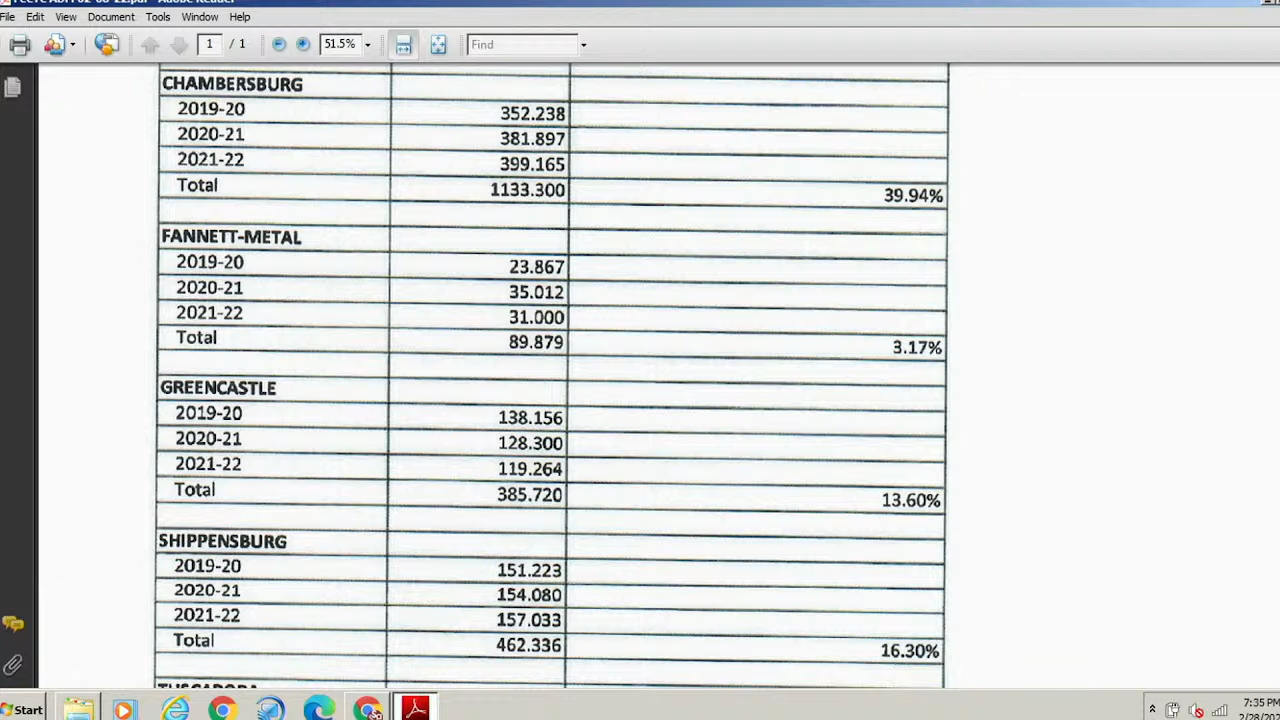 File Edit View Document Tools Window Help
1 / 1 51.5% Find
CHAMBERSBURG
2019-20 352.238
2020-21 381.897
2021-22 399.165
Total 1133.300 39.94%
FANNETT-METAL
2019-20 23.867
2020-21 35.012
2021-22 31.000
Total 89.879 3.17%
GREENCASTLE
2019-20 138.156
2020-21 128.300
2021-22 119.264
Total 385.720 13.60%
SHIPPENSBURG
2019-20 151.223
2020-21 154.080
2021-22 157.033
Total 462.336 16.30%
TUSCARORA
Start 7:35 PM